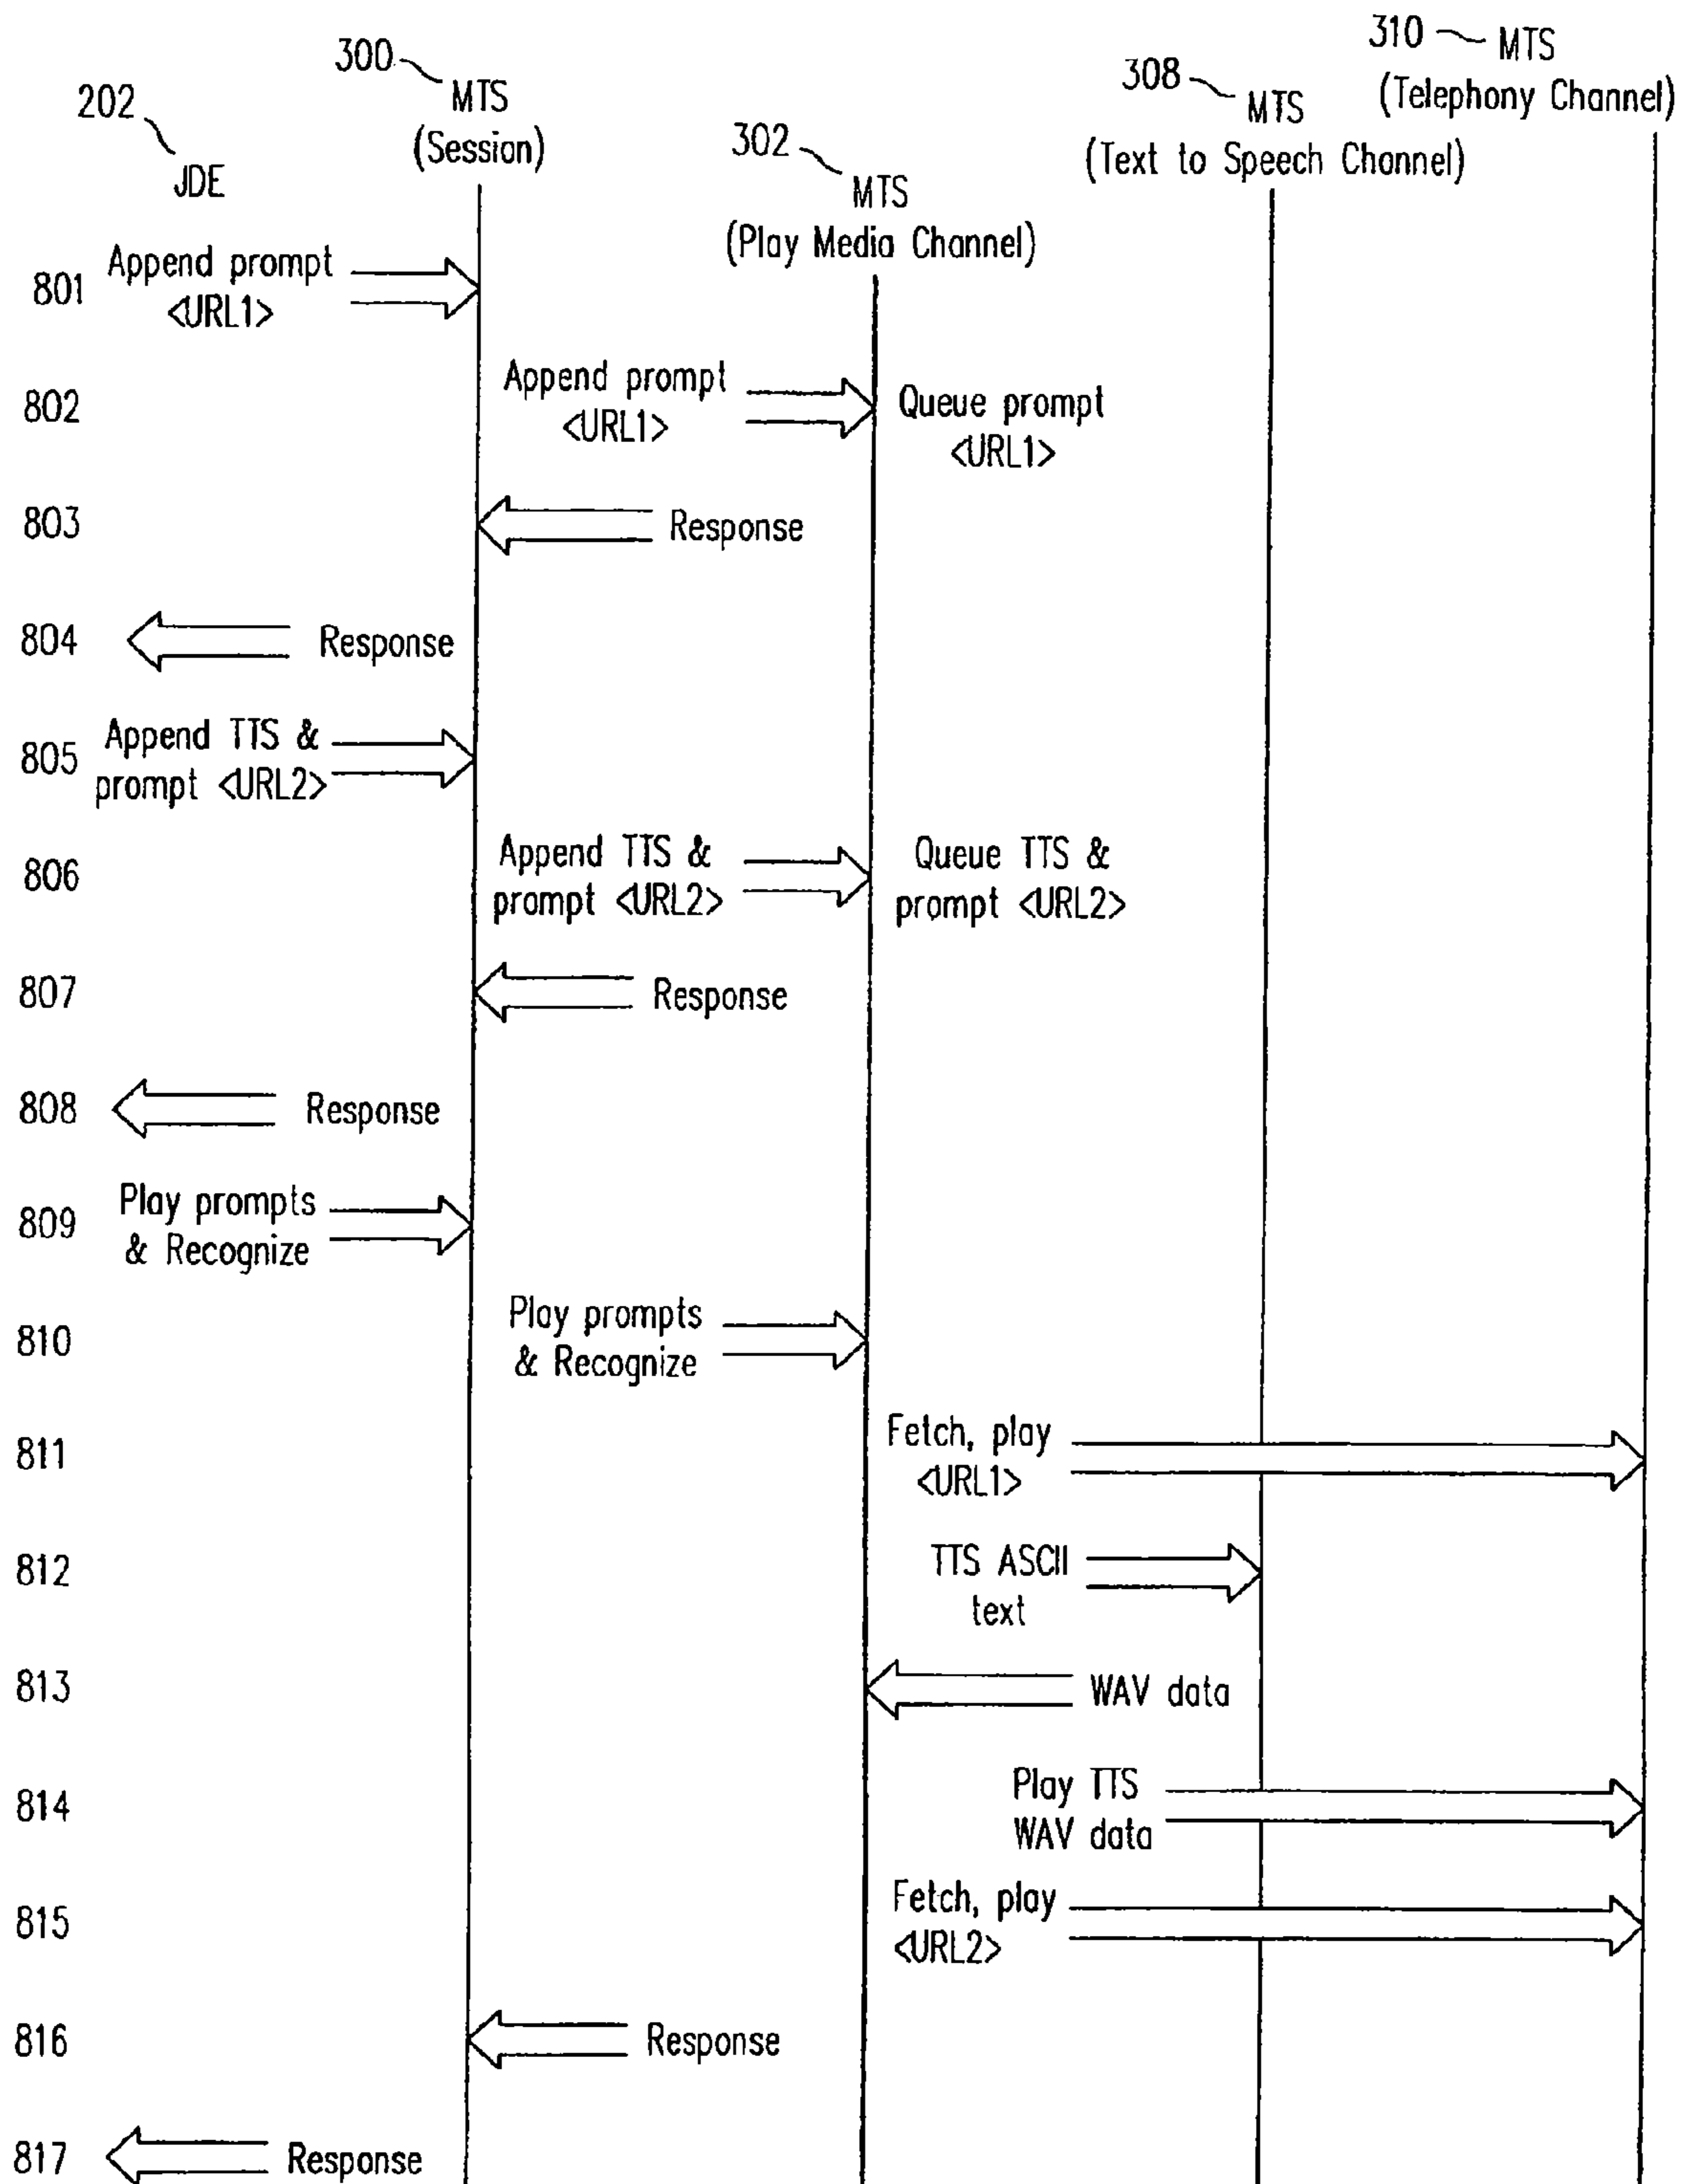 310 MTS
(Telephony Channel)
300
MTS
(Session)
308
MTS
(Text to Speech Channel)
202
JDE
302
MTS
(Play Media Channel)
801 Append prompt
<URL1>
802 Append prompt
<URL1>
Queue prompt
<URL1>
803 Response
804 Response
805 Append TTS &
prompt <URL2>
806 Append TTS &
prompt <URL2>
Queue TTS &
prompt <URL2>
807 Response
808 Response
809 Play prompts
& Recognize
810 Play prompts
& Recognize
811 Fetch, play
<URL1>
812 TTS ASCII
text
813 WAV data
814 Play TTS
WAV data
815 Fetch, play
<URL2>
816 Response
817 Response